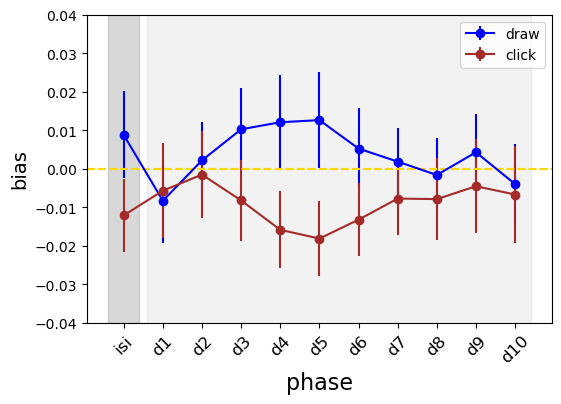 0.04
0.03
0.02
0.01
0.00
−0.01
−0.02
−0.03
−0.04
bias
draw
click
isi
d1
d2
d3
d4
d5
d6
d7
d8
d9
d10
phase